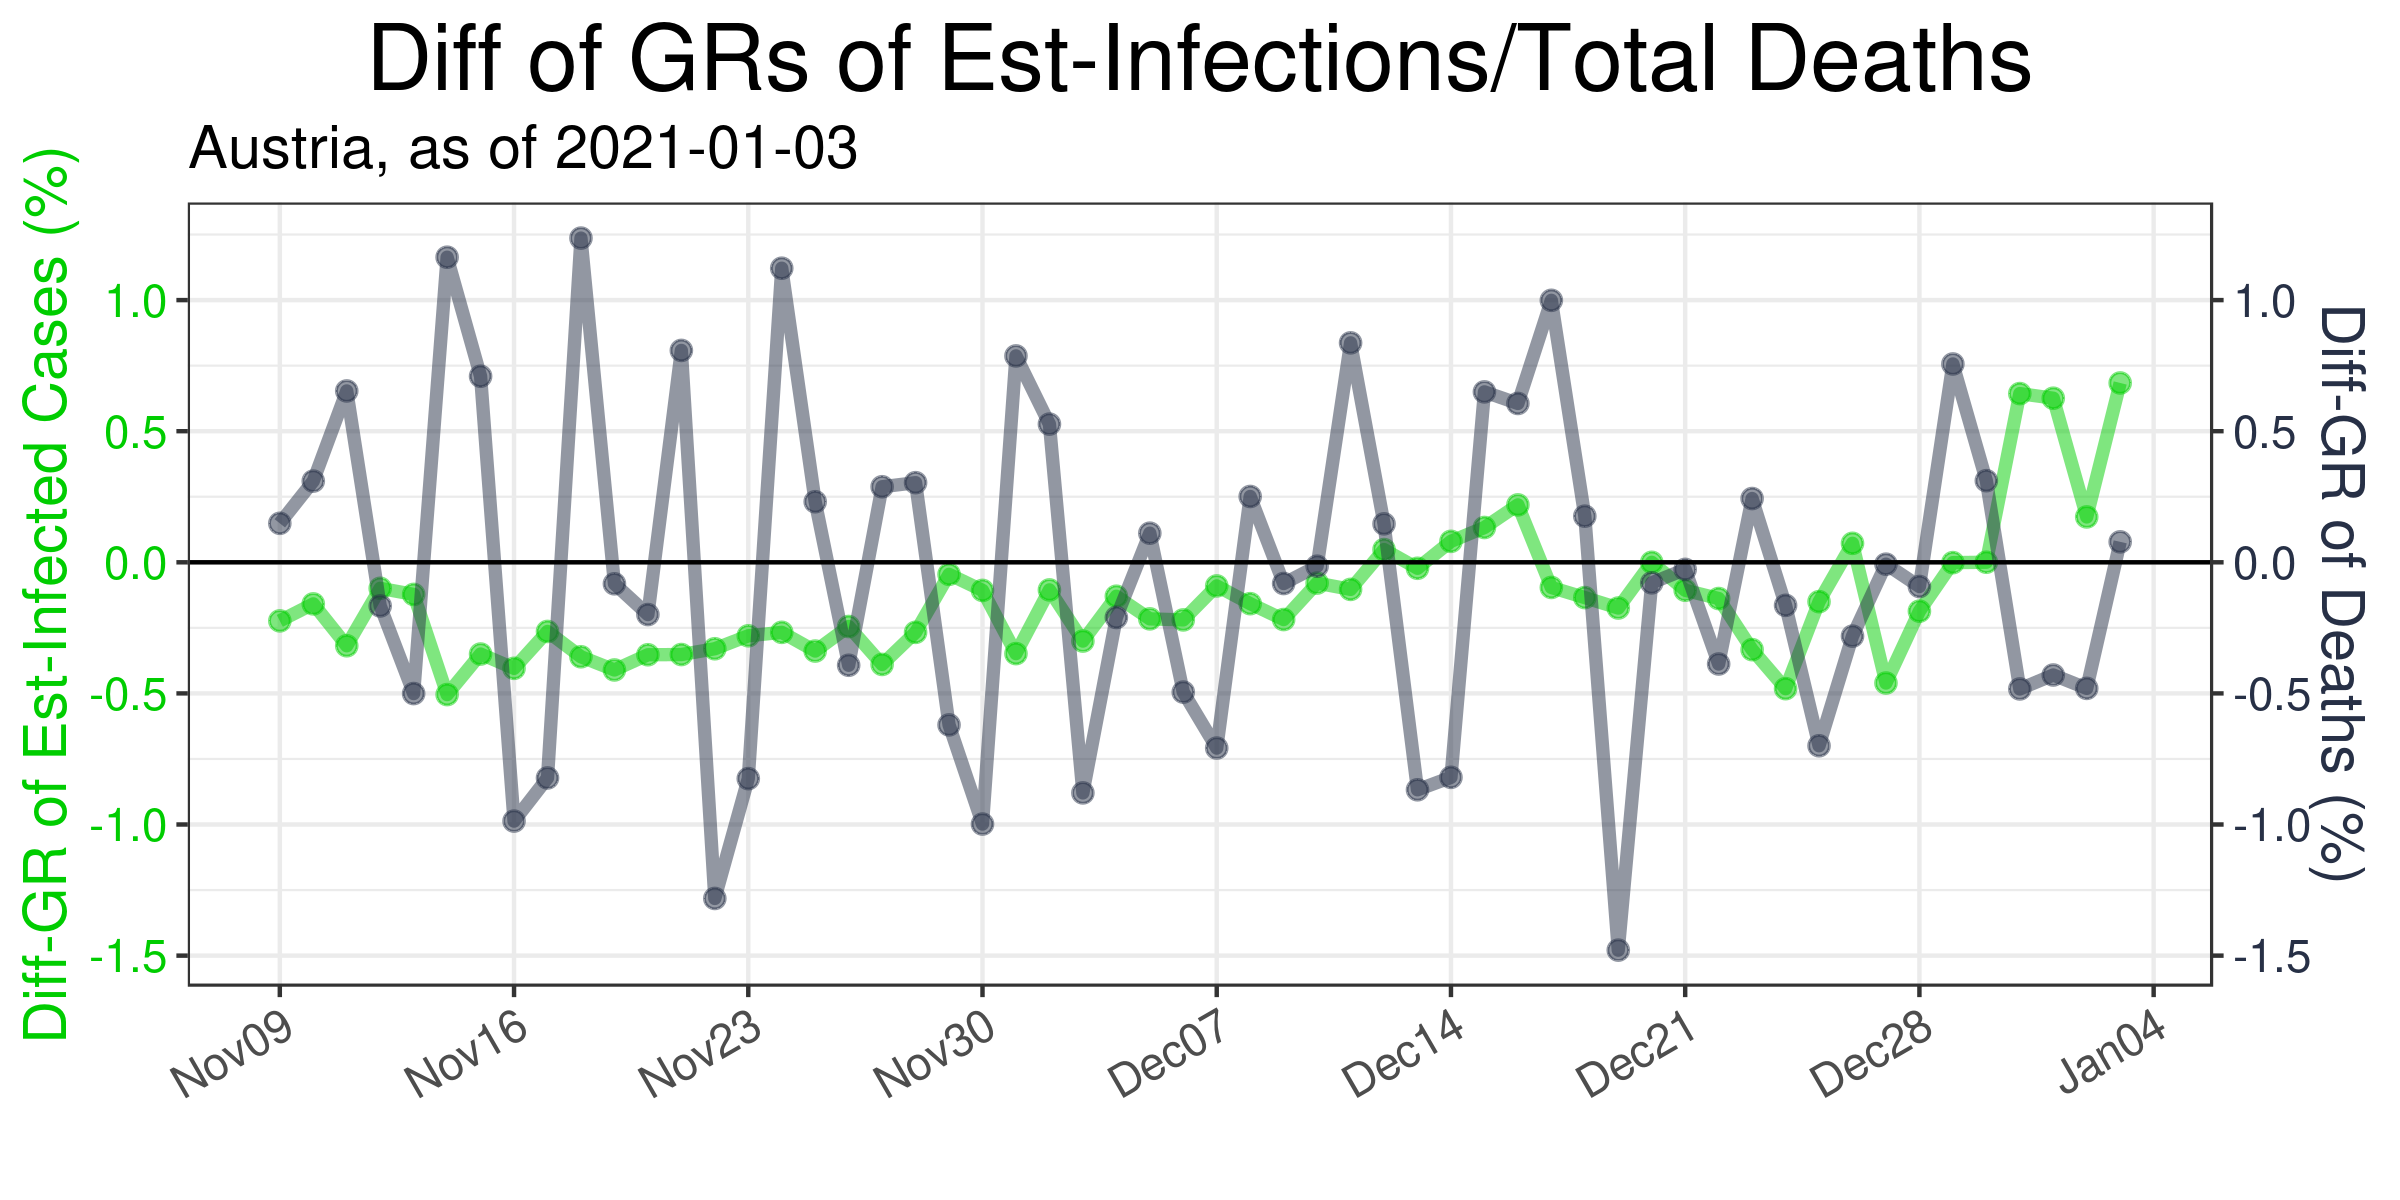 Diff of GRs of Est-Infections/Total Deaths
Austria, as of 2021-01-03
Diff-GR of Est-Infected Cases (%)
1.0
0.5
0.0
-0.5
-1.0
-1.5
1.0
0.5
0.0
-0.5
-1.0
-1.5
Diff-GR of Deaths (%)
Nov09
Nov16
Nov23
Nov30
Dec07
Dec14
Dec21
Dec28
Jan04